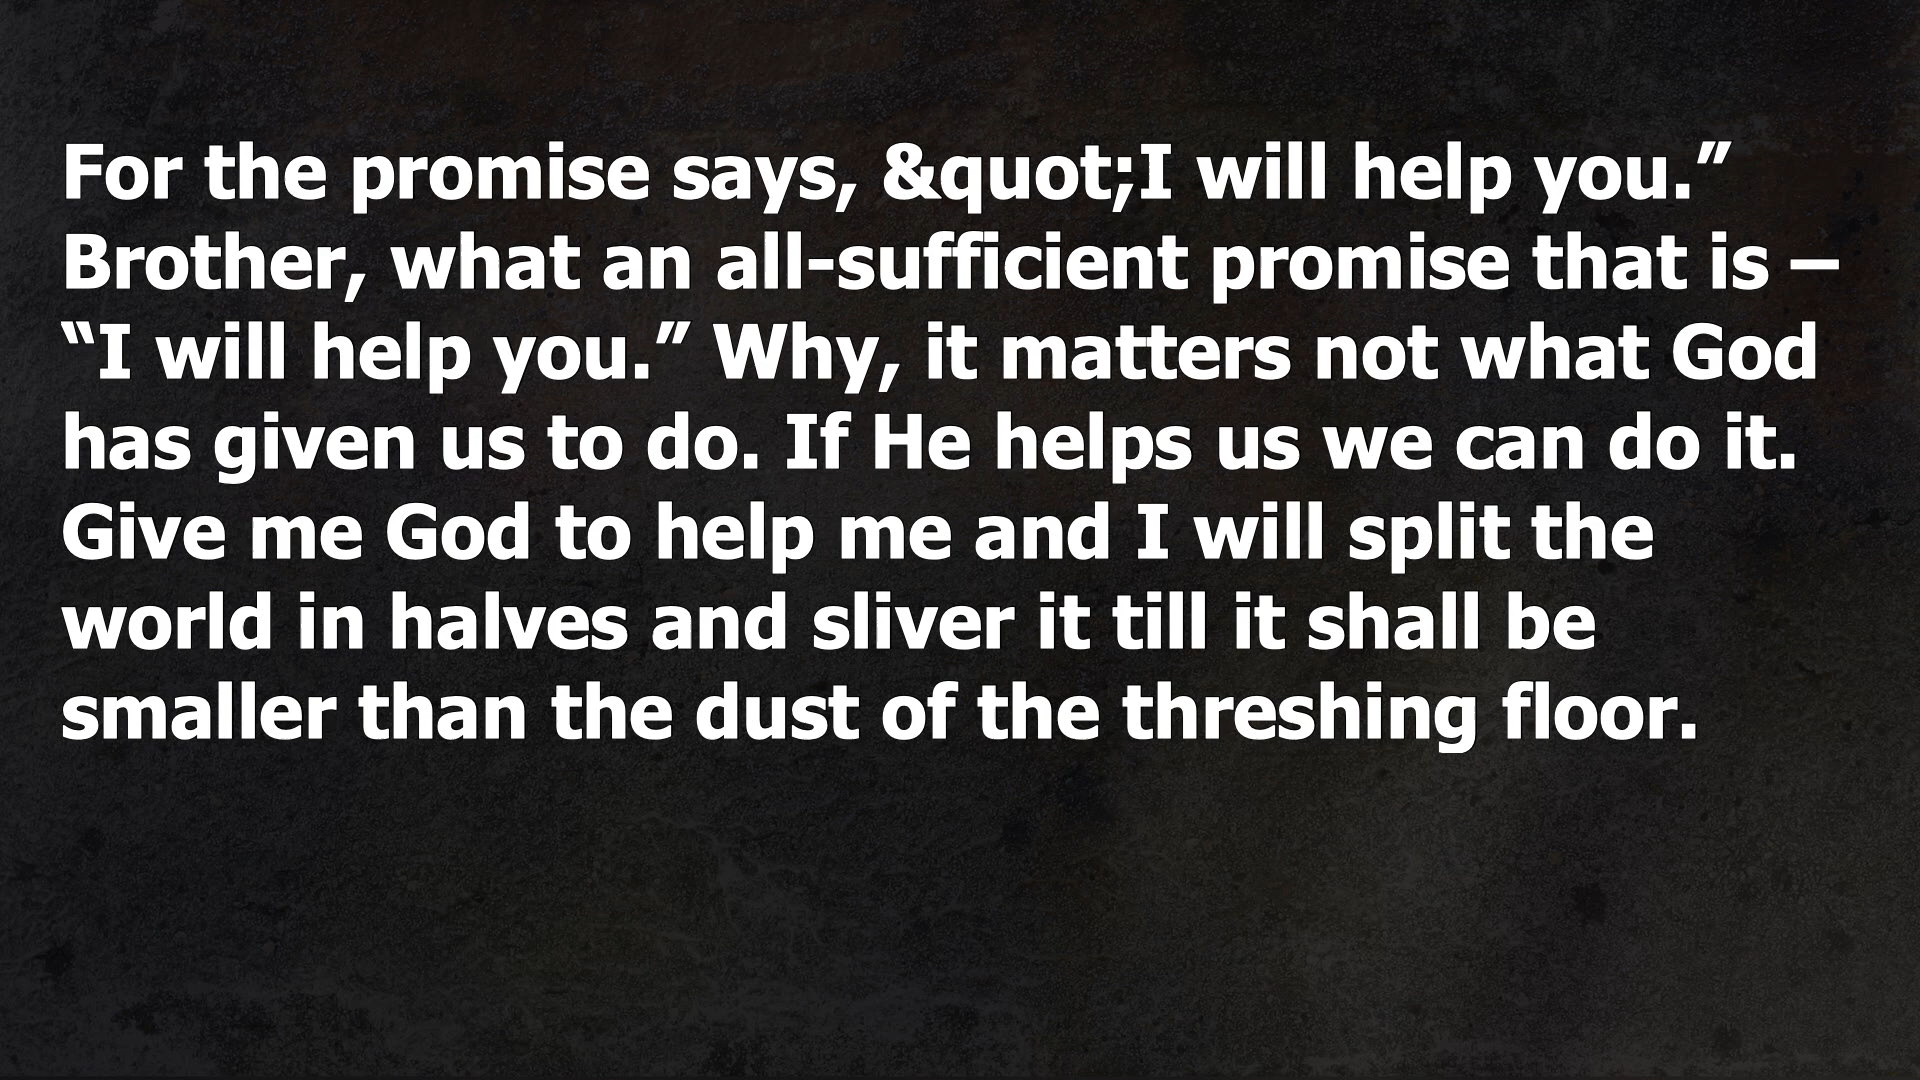 For the promise says, &quot;I will help you.”
Brother, what an all-sufficient promise that is –
“I will help you.” Why, it matters not what God
has given us to do. If He helps us we can do it.
Give me God to help me and I will split the
world in halves and sliver it till it shall be
smaller than the dust of the threshing floor.